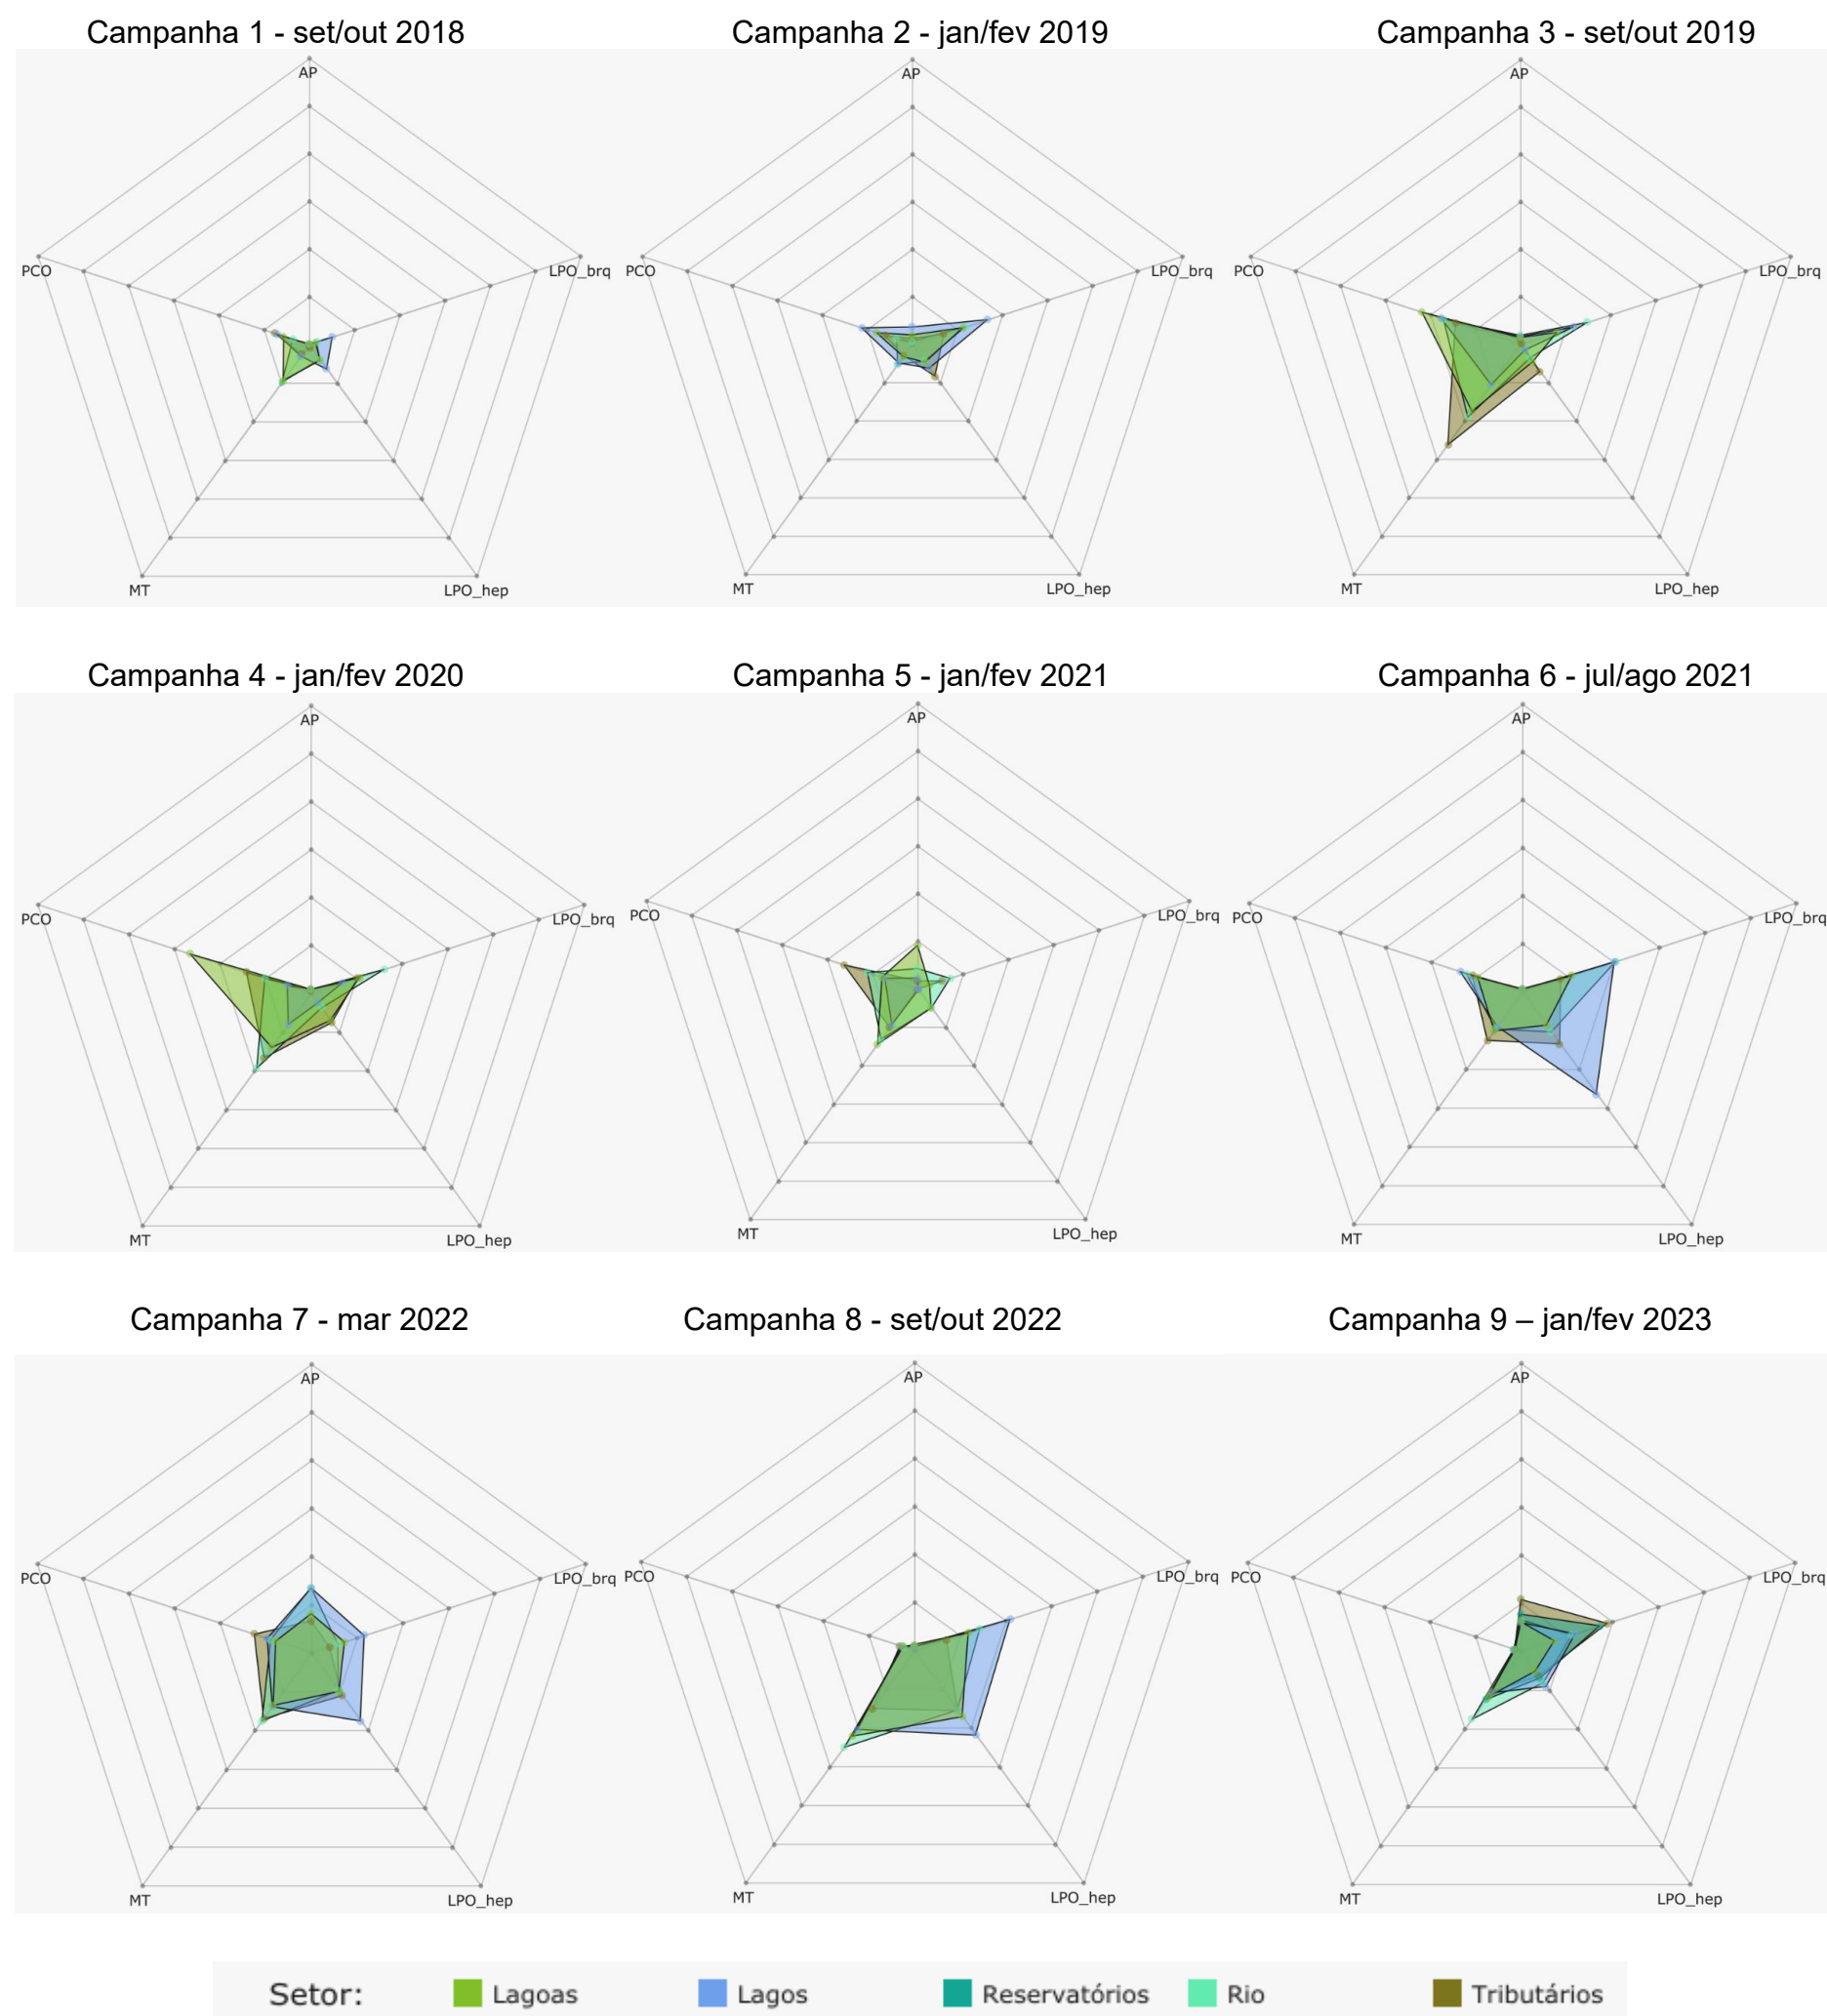 Campanha 1 - set/out 2018
Campanha 2 - jan/fev 2019
Campanha 3 - set/out 2019
AP
PCO
LPO_brq
MT
LPO_hep
AP
PCO
LPO_brq
MT
LPO_hep
AP
PCO
LPO_brq
MT
LPO_hep
Campanha 4 - jan/fev 2020
Campanha 5 - jan/fev 2021
Campanha 6 - jul/ago 2021
AP
PCO
LPO_brq
MT
LPO_hep
AP
PCO
LPO_brq
MT
LPO_hep
AP
PCO
LPO_brq
MT
LPO_hep
Campanha 7 - mar 2022
Campanha 8 - set/out 2022
Campanha 9 – jan/fev 2023
AP
PCO
LPO_brq
MT
LPO_hep
AP
PCO
LPO_brq
MT
LPO_hep
AP
PCO
LPO_brq
MT
LPO_hep
Setor: Lagoas Lagos Reservatórios Rio Tributários